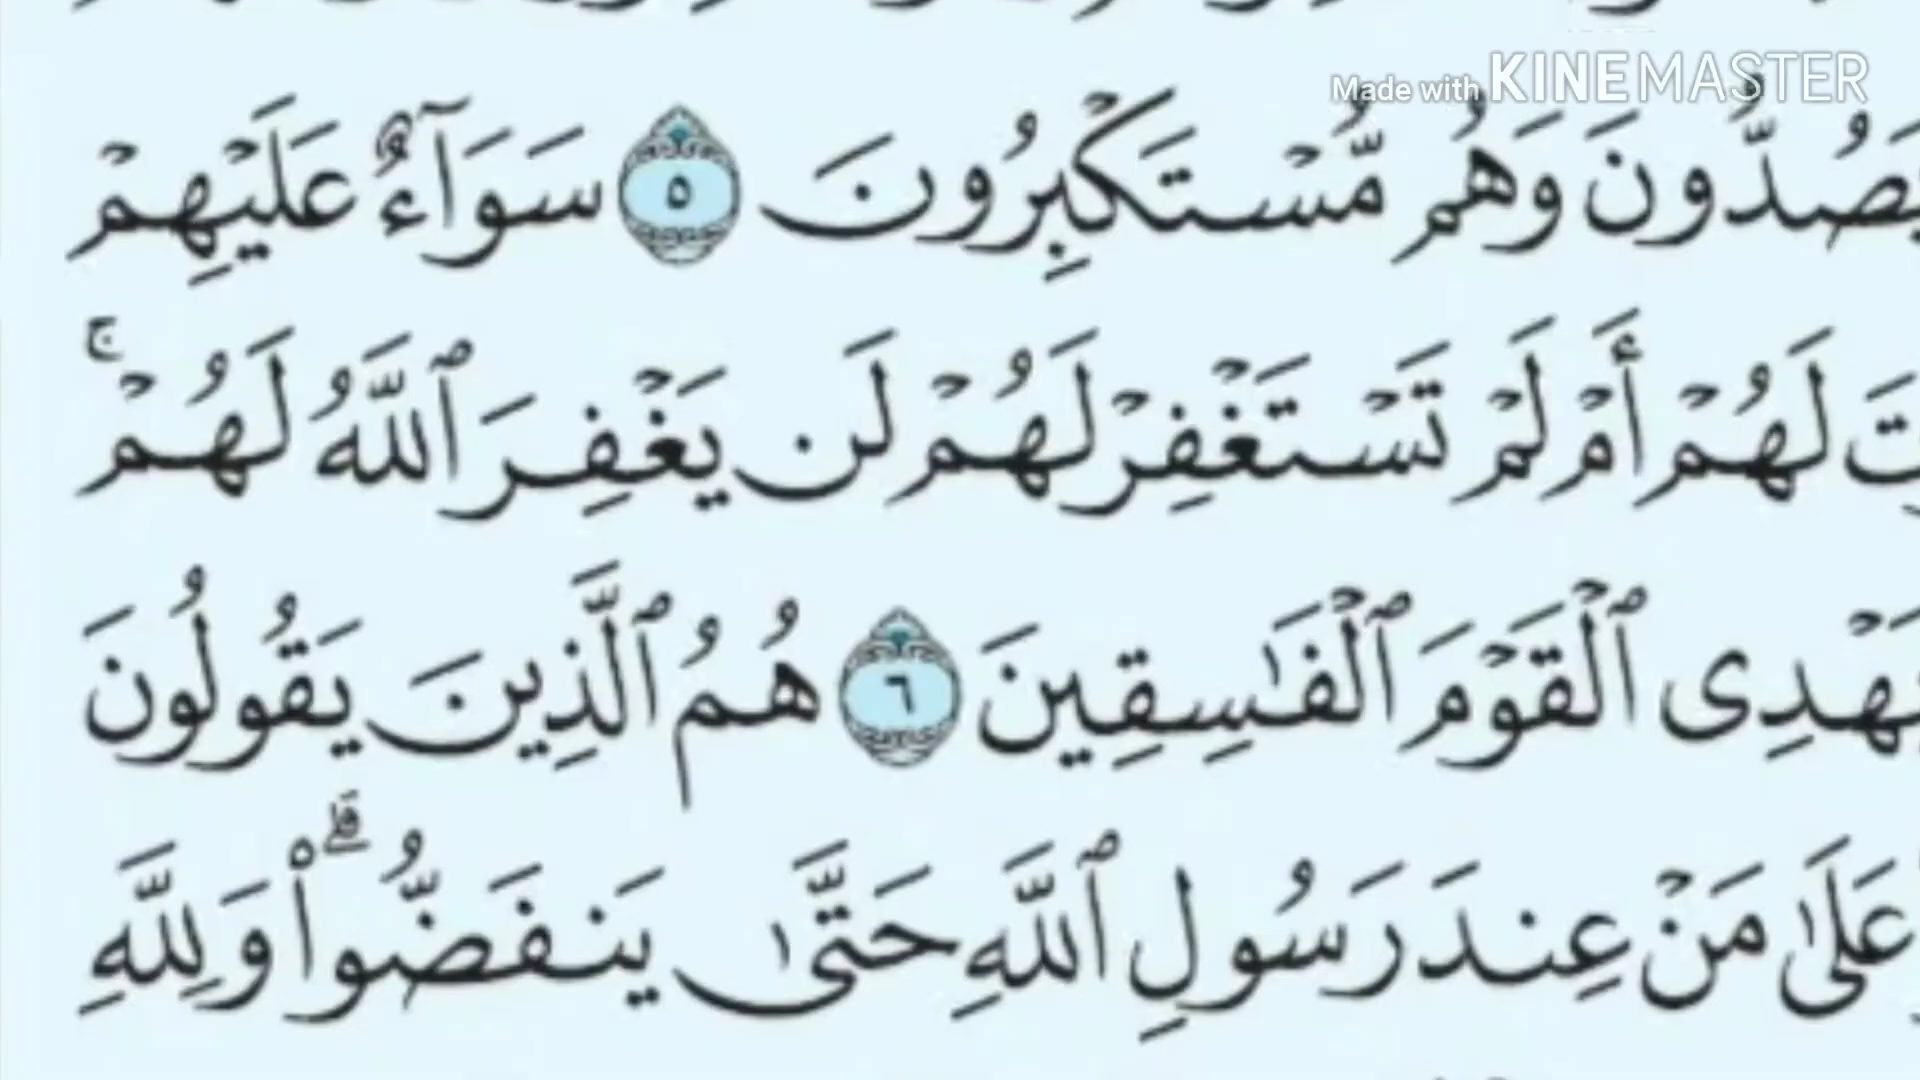 Made with KINEMASTER
يَصُدُّونَ وَهُم مُّسۡتَكۡبِرُونَ ٥ سَوَآءٌ عَلَيۡهِمۡ
لَهُمۡ أَمۡ لَمۡ تَسۡتَغۡفِرۡ لَهُمۡ لَن يَغۡفِرَ ٱللَّهُ لَهُمۡۚ
يَهۡدِى ٱلۡقَوۡمَ ٱلۡفَٰسِقِينَ ٦ هُمُ ٱلَّذِينَ يَقُولُونَ
عَلَىٰ مَنۡ عِندَ رَسُولِ ٱللَّهِ حَتَّىٰ يَنفَضُّواْۗ وَلِلَّهِ